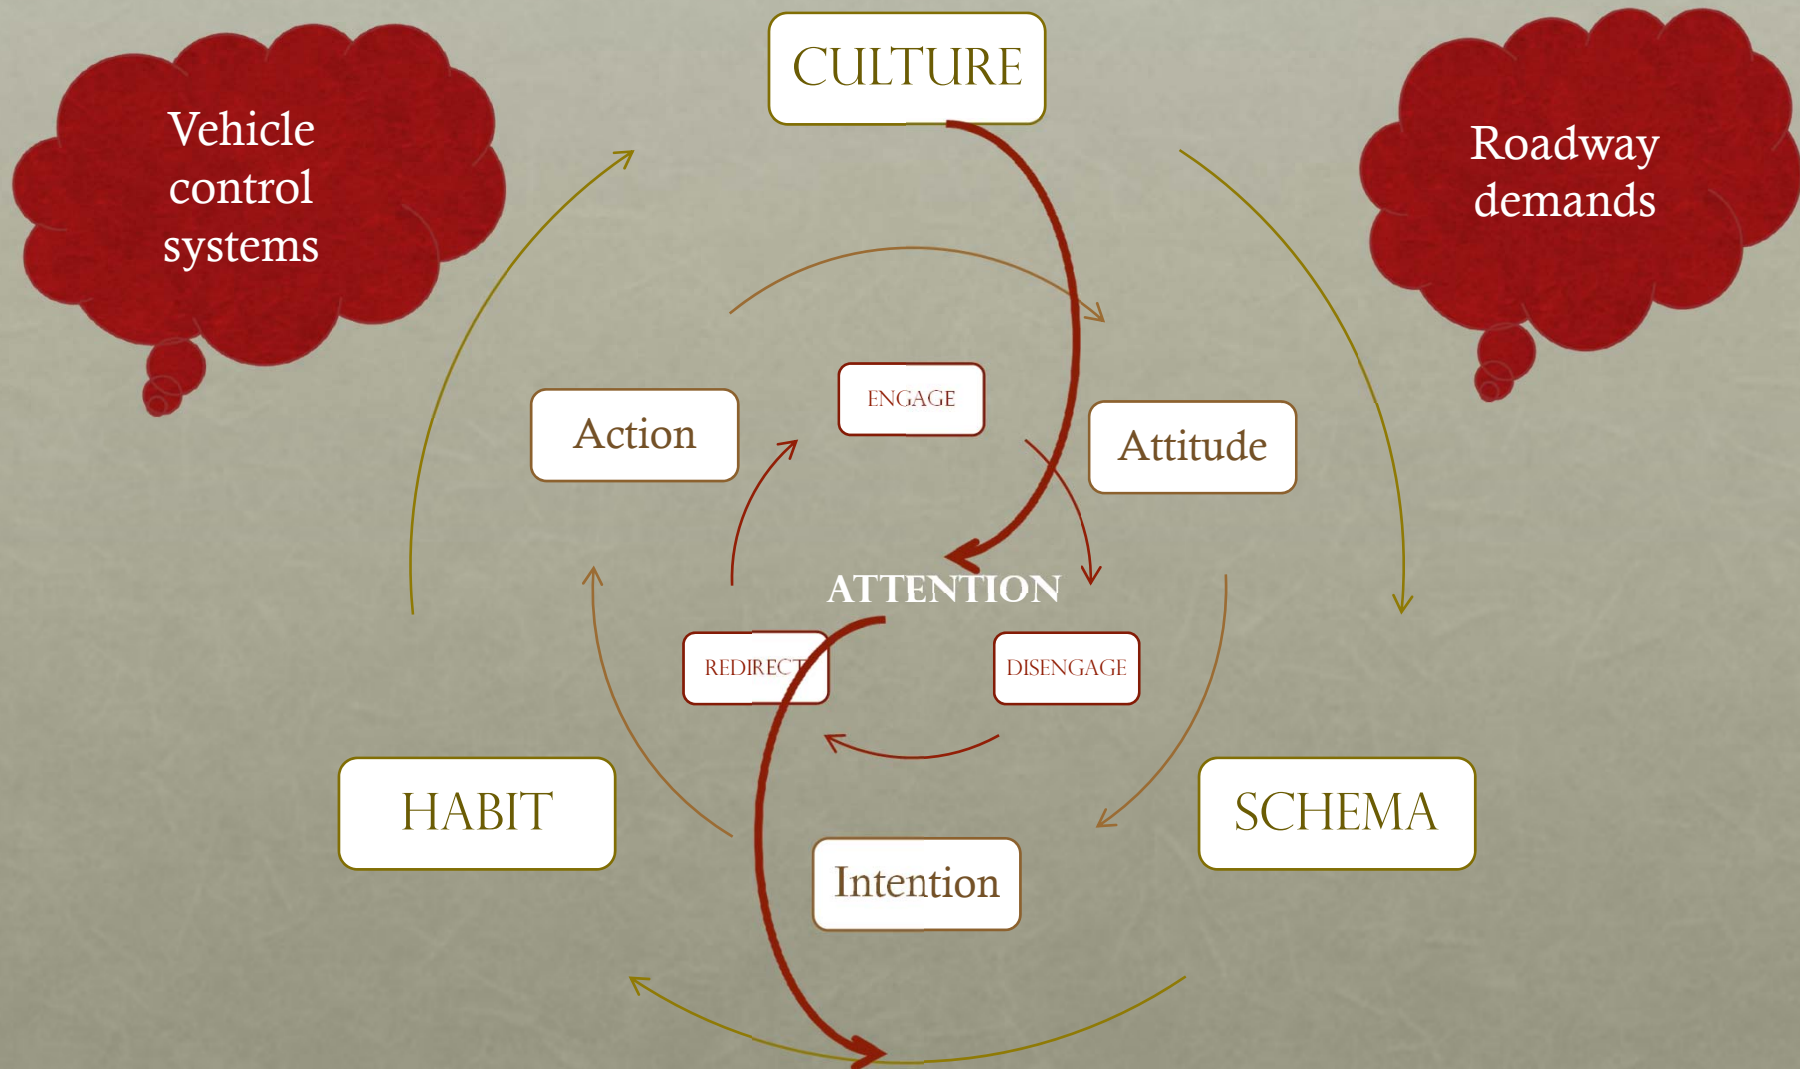 CULTURE
Vehicle
control
systems
Roadway
demands
ENGAGE
Action
Attitude
ATTENTION
REDIRECT
DISENGAGE
HABIT
SCHEMA
Intention